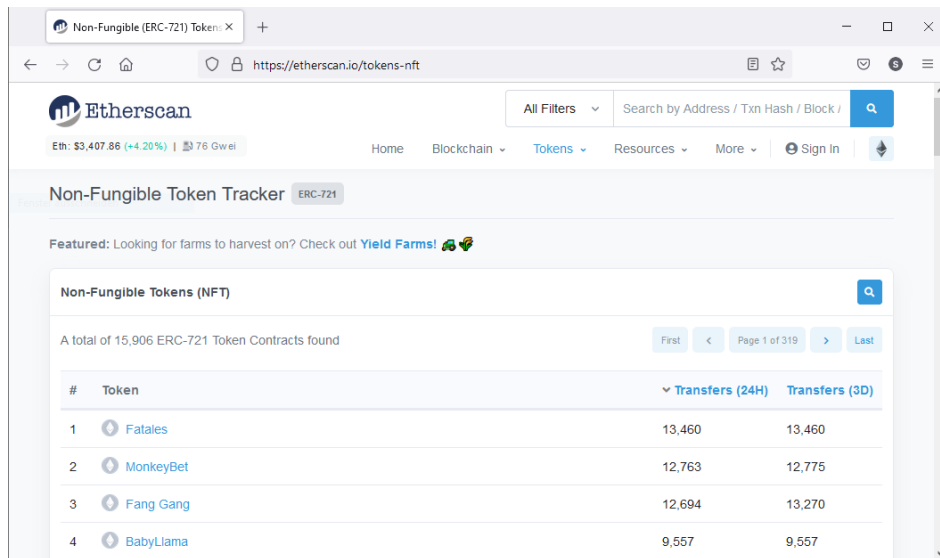 Non-Fungible (ERC-721) Tokens
https://etherscan.io/tokens-nft
S
Etherscan
All Filters
Search by Address / Txn Hash / Block /
Eth: $3,407.86 (+4.20%) | 76 Gwei
Home Blockchain Tokens Resources More Sign In
Non-Fungible Token Tracker ERC-721
Featured: Looking for farms to harvest on? Check out Yield Farms!
Non-Fungible Tokens (NFT)
A total of 15,906 ERC-721 Token Contracts found
First Page 1 of 319 Last
# Token Transfers (24H) Transfers (3D)
1 Fatales 13,460 13,460
2 MonkeyBet 12,763 12,775
3 Fang Gang 12,694 13,270
4 BabyLlama 9,557 9,557